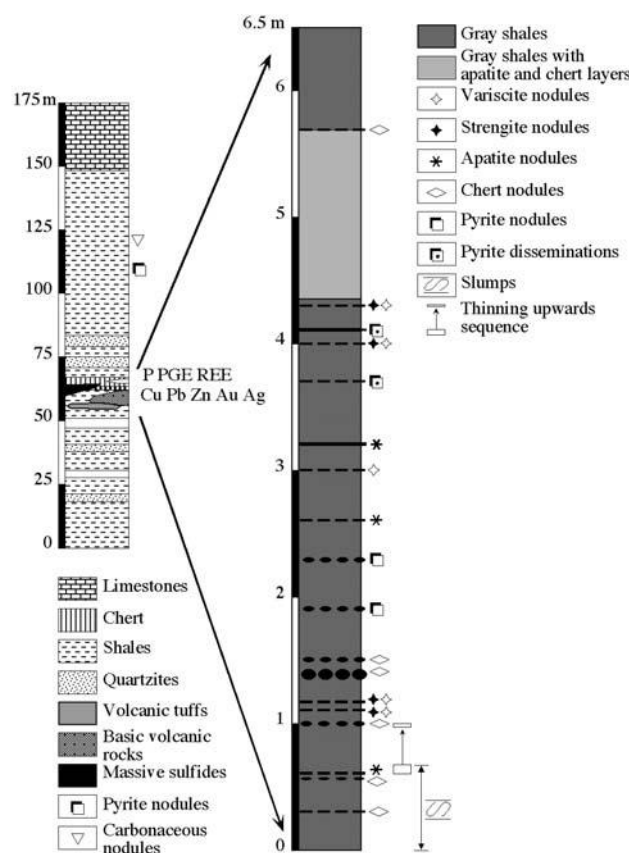 175m
150
125
100
75
50
25
0
P PGE REE
Cu Pb Zn Au Ag
Limestones
Chert
Shales
Quartzites
Volcanic tuffs
Basic volcanic
rocks
Massive sulfides
Pyrite nodules
Carbonaceous
nodules
6.5 m
6
5
4
3
2
1
0
Gray shales
Gray shales with
apatite and chert layers
Variscite nodules
Strengite nodules
Apatite nodules
Chert nodules
Pyrite nodules
Pyrite disseminations
Slumps
Thinning upwards
sequence